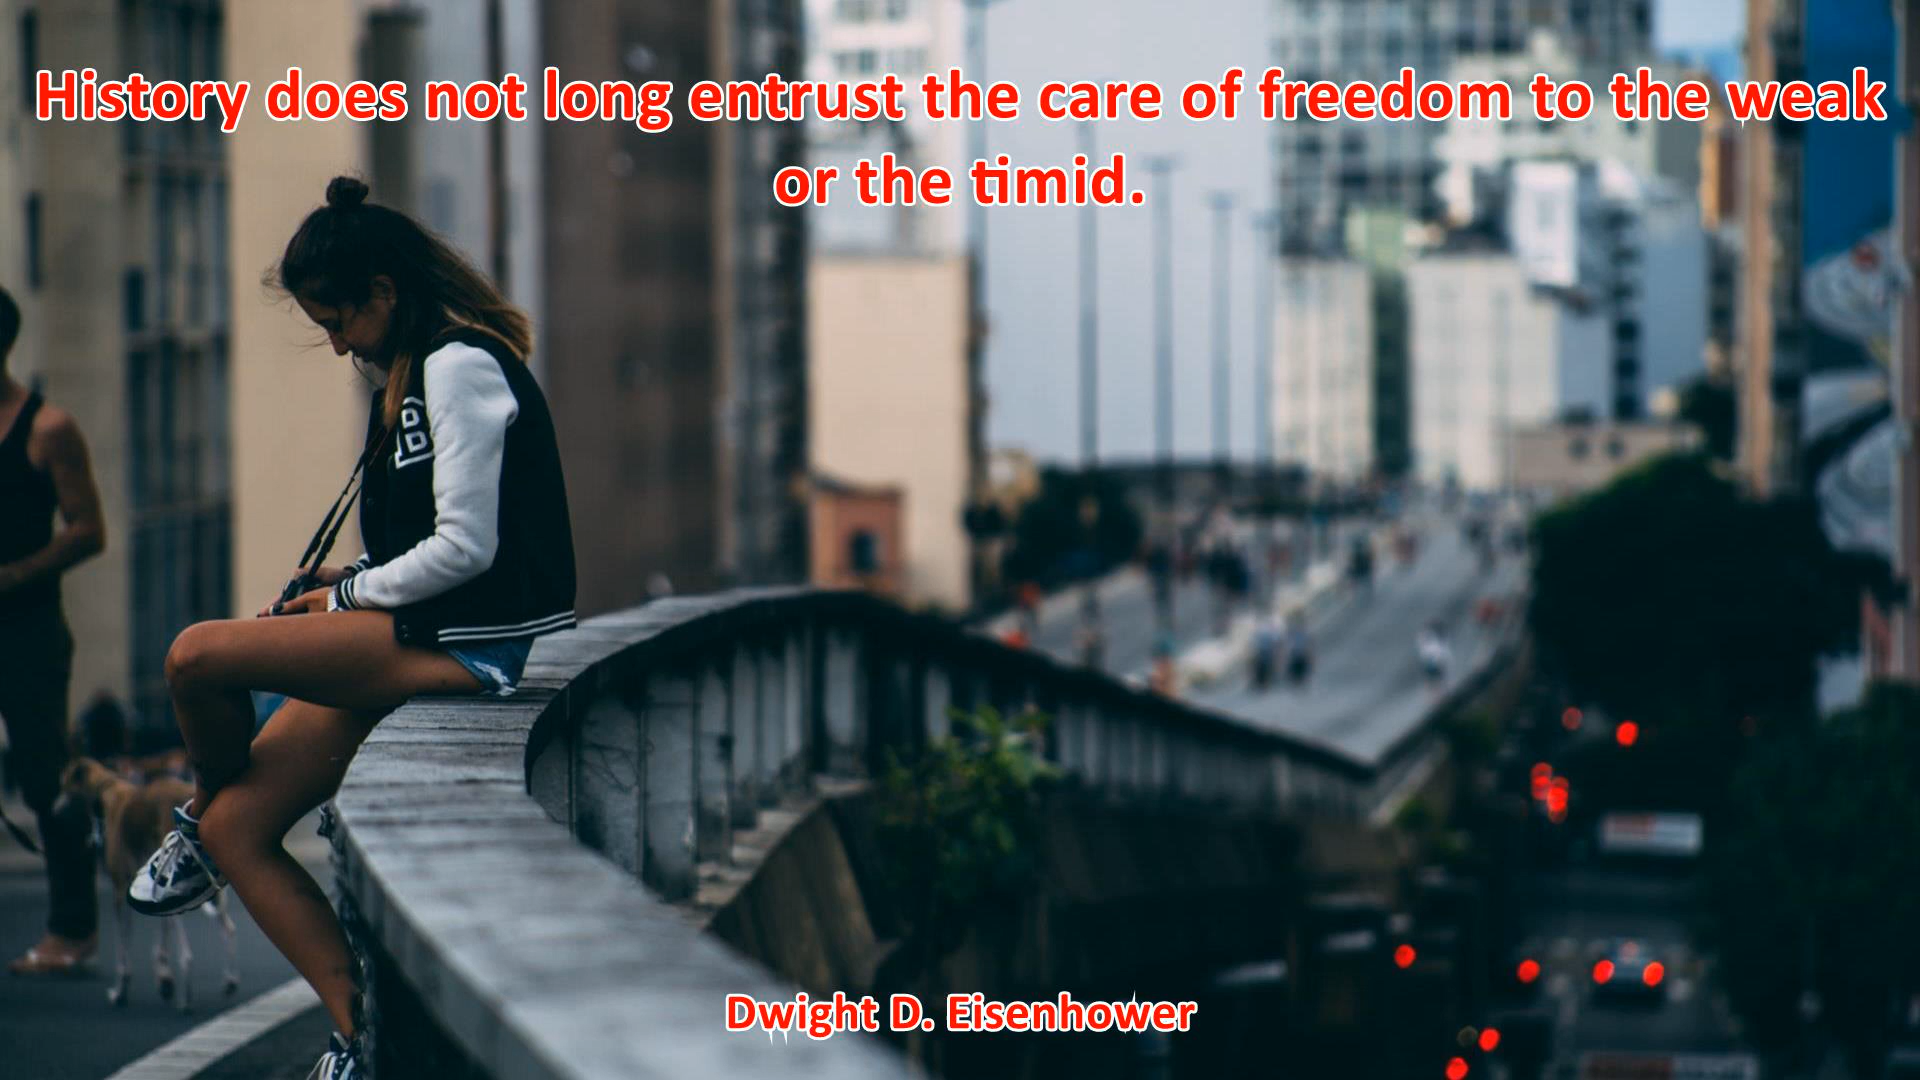 History does not long entrust the care of freedom to the weak
or the timid.
Dwight D. Eisenhower